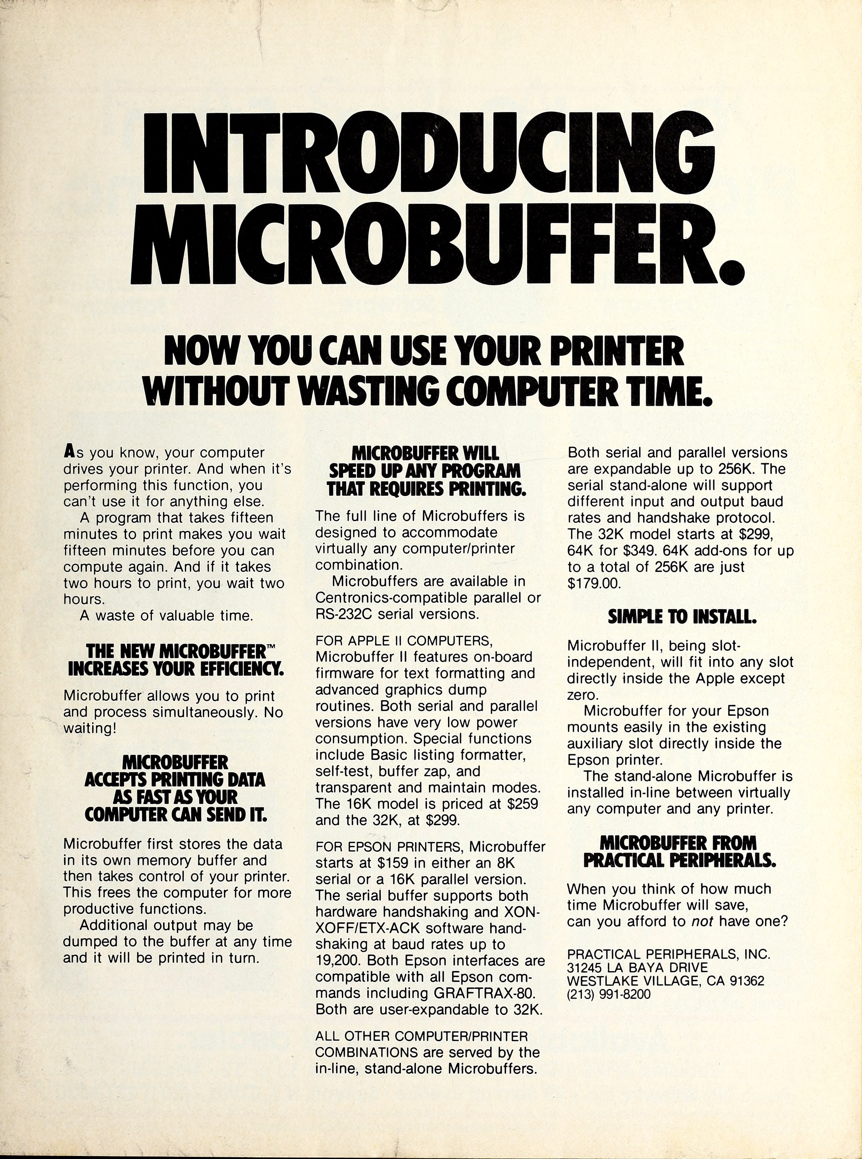 INTRODUCING
MICROBUFFER.
NOW YOU CAN USE YOUR PRINTER
WITHOUT WASTING COMPUTER TIME.
As you know, your computer
drives your printer. And when it's
performing this function, you
can't use it for anything else.
A program that takes fifteen
minutes to print makes you wait
fifteen minutes before you can
compute again. And if it takes
two hours to print, you wait two
hours.
A waste of valuable time.
THE NEW MICROBUFFER™
INCREASES YOUR EFFICIENCY.
Microbuffer allows you to print
and process simultaneously. No
waiting!
MICROBUFFER
ACCEPTS PRINTING DATA
AS FAST AS YOUR
COMPUTER CAN SEND IT.
Microbuffer first stores the data
in its own memory buffer and
then takes control of your printer.
This frees the computer for more
productive functions.
Additional output may be
dumped to the buffer at any time
and it will be printed in turn.
MICROBUFFER WILL
SPEED UP ANY PROGRAM
THAT REQUIRES PRINTING.
The full line of Microbuffers is
designed to accommodate
virtually any computer/printer
combination.
Microbuffers are available in
Centronics-compatible parallel or
RS-232C serial versions.
FOR APPLE II COMPUTERS,
Microbuffer II features on-board
firmware for text formatting and
advanced graphics dump
routines. Both serial and parallel
versions have very low power
consumption. Special functions
include Basic listing formatter,
self-test, buffer zap, and
transparent and maintain modes.
The 16K model is priced at $259
and the 32K, at $299.
FOR EPSON PRINTERS, Microbuffer
starts at $159 in either an 8K
serial or a 16K parallel version.
The serial buffer supports both
hardware handshaking and XON-
XOFF/ETX-ACK software hand-
shaking at baud rates up to
19,200. Both Epson interfaces are
compatible with all Epson com-
mands including GRAFTRAX-80.
Both are user-expandable to 32K.
ALL OTHER COMPUTER/PRINTER
COMBINATIONS are served by the
in-line, stand-alone Microbuffers.
Both serial and parallel versions
are expandable up to 256K. The
serial stand-alone will support
different input and output baud
rates and handshake protocol.
The 32K model starts at $299,
64K for $349. 64K add-ons for up
to a total of 256K are just
$179.00.
SIMPLE TO INSTALL.
Microbuffer II, being slot-
independent, will fit into any slot
directly inside the Apple except
zero.
Microbuffer for your Epson
mounts easily in the existing
auxiliary slot directly inside the
Epson printer.
The stand-alone Microbuffer is
installed in-line between virtually
any computer and any printer.
MICROBUFFER FROM
PRACTICAL PERIPHERALS.
When you think of how much
time Microbuffer will save,
can you afford to not have one?
PRACTICAL PERIPHERALS, INC.
31245 LA BAYA DRIVE
WESTLAKE VILLAGE, CA 91362
(213) 991-8200